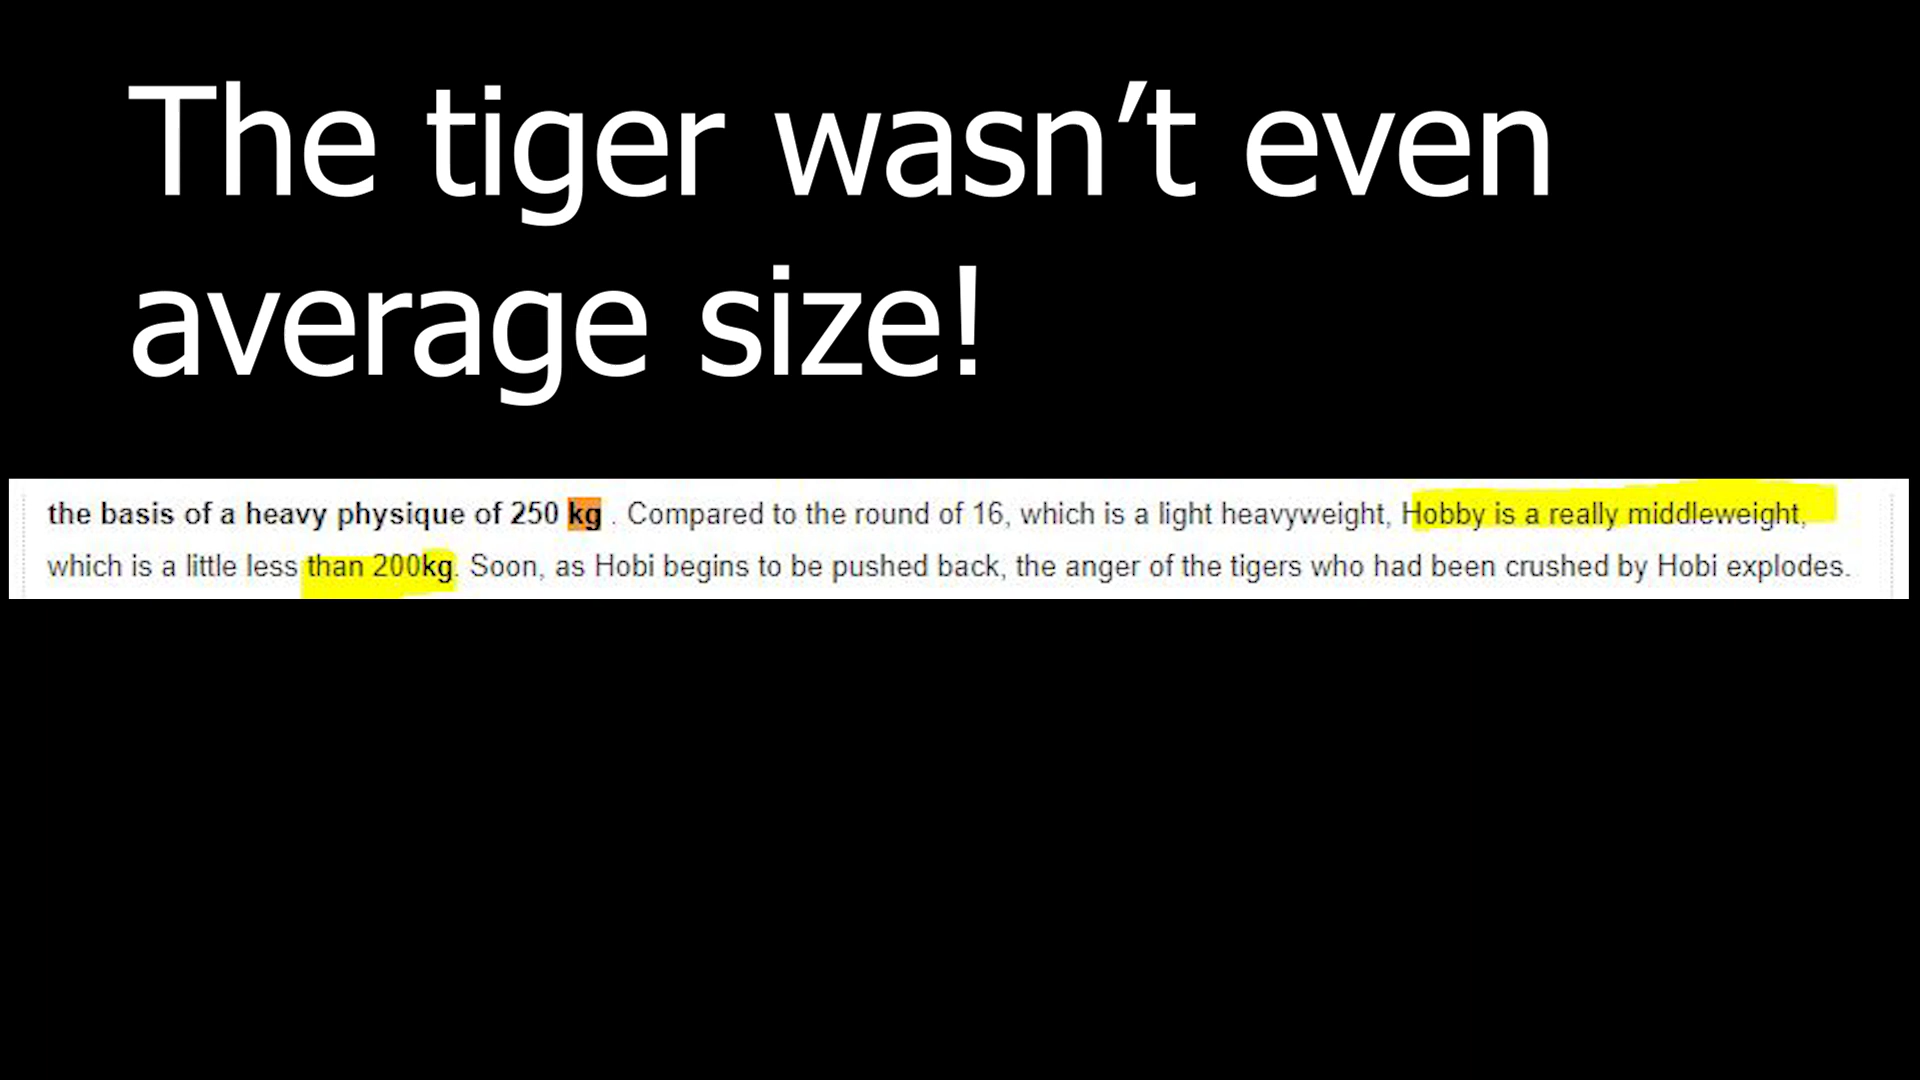 The tiger wasn’t even
average size!
the basis of a heavy physique of 250 kg . Compared to the round of 16, which is a light heavyweight, Hobby is a really middleweight,
which is a little less than 200kg. Soon, as Hobi begins to be pushed back, the anger of the tigers who had been crushed by Hobi explodes.